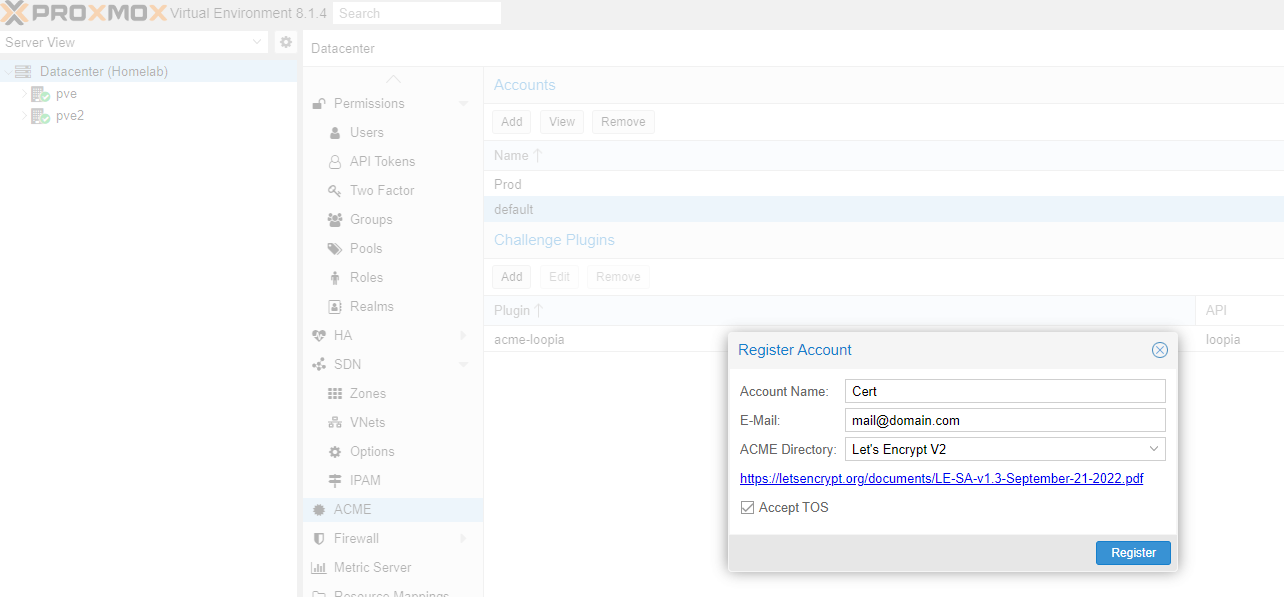 PROXMOX Virtual Environment 8.1.4 Search
Server View
Datacenter (Homelab)
pve
pve2
Datacenter
Permissions
Users
API Tokens
Two Factor
Groups
Pools
Roles
Realms
HA
SDN
Zones
VNets
Options
IPAM
ACME
Firewall
Metric Server
Resource Mappings
Accounts
Add View Remove
Name
Prod
default
Challenge Plugins
Add Edit Remove
Plugin API
acme-loopia loopia
Register Account
Account Name: Cert
E-Mail: mail@domain.com
ACME Directory: Let's Encrypt V2
https://letsencrypt.org/documents/LE-SA-v1.3-September-21-2022.pdf
Accept TOS
Register